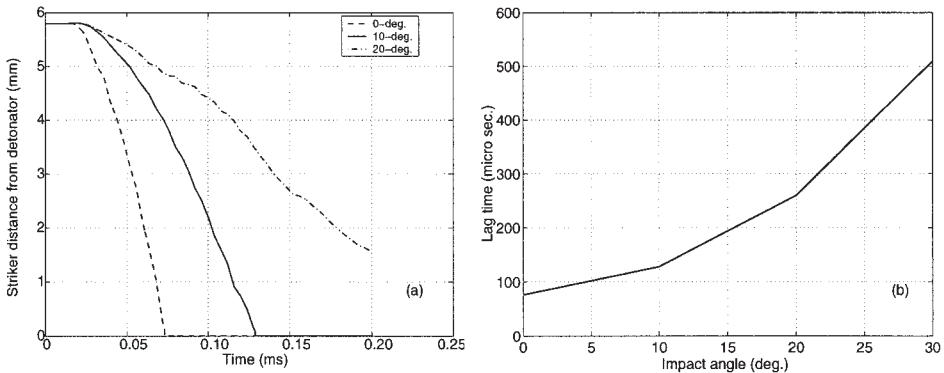 6
5
4
3
2
1
0
0.05
0.10
0.15
0.20
0.25
Striker distance from detonator (mm)
Time (ms)
0-deg.
10-deg.
20-deg.
(a)
600
500
400
300
200
100
0
0
5
10
15
20
25
30
Lag time (micro sec.)
Impact angle (deg.)
(b)